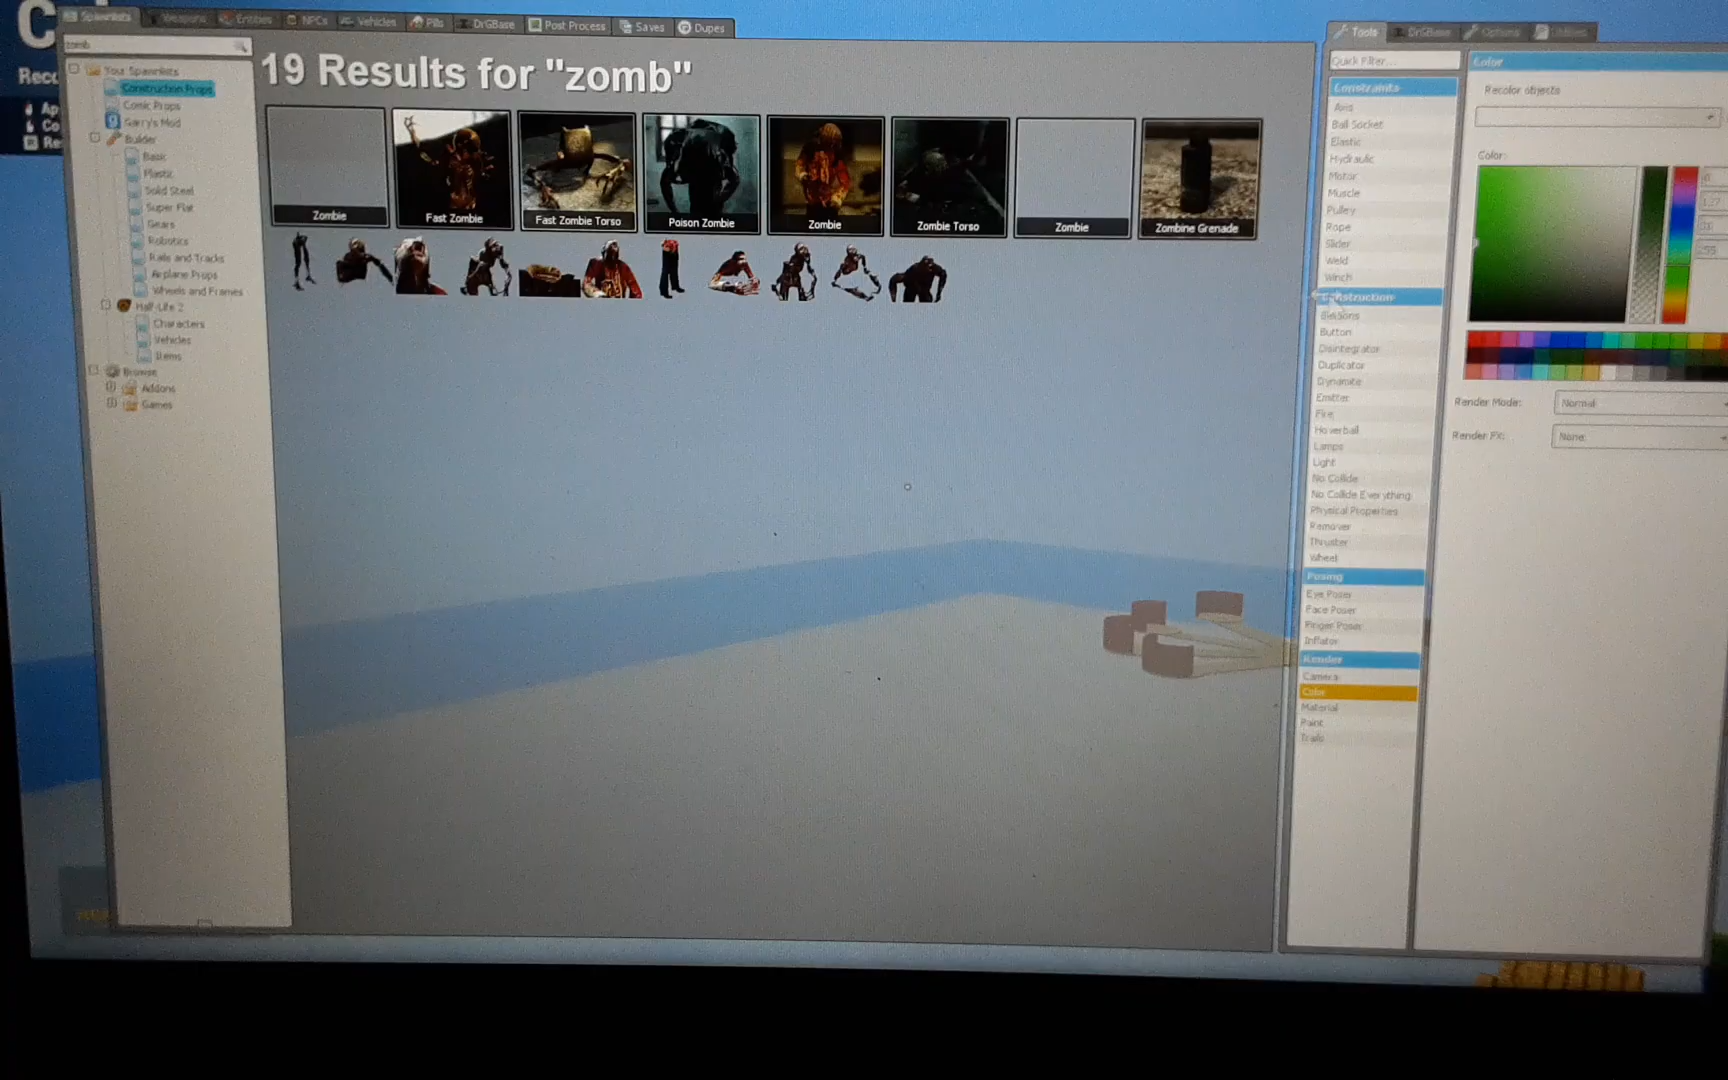 Spawnlists Weapons Entities NPCs Vehicles Pills DrGBase Post Process Saves Dupes
zomb
Your Spawnlists
Construction Props
Comic Props
Garry's Mod
Builder
Basic
Plastic
Solid Steel
Super Flat
Gears
Robotics
Rails and Tracks
Airplane Props
Wheels and Frames
Half-Life 2
Characters
Vehicles
Items
Browse
Addons
Games
19 Results for "zomb"
Zombie
Fast Zombie
Fast Zombie Torso
Poison Zombie
Zombie
Zombie Torso
Zombie
Zombine Grenade
Tools DrGBase Options Utilities
Quick Filter...
Constraints
Axis
Ball Socket
Elastic
Hydraulic
Motor
Muscle
Pulley
Rope
Slider
Weld
Winch
Construction
Balloons
Button
Disintegrator
Duplicator
Dynamite
Emitter
Fire
Hoverball
Lamps
Light
No Collide
No Collide Everything
Physical Properties
Remover
Thruster
Wheel
Posing
Eye Poser
Face Poser
Finger Poser
Inflator
Render
Camera
Color
Material
Paint
Trails
Color
Recolor objects
Color:
Render Mode: Normal
Render FX: None